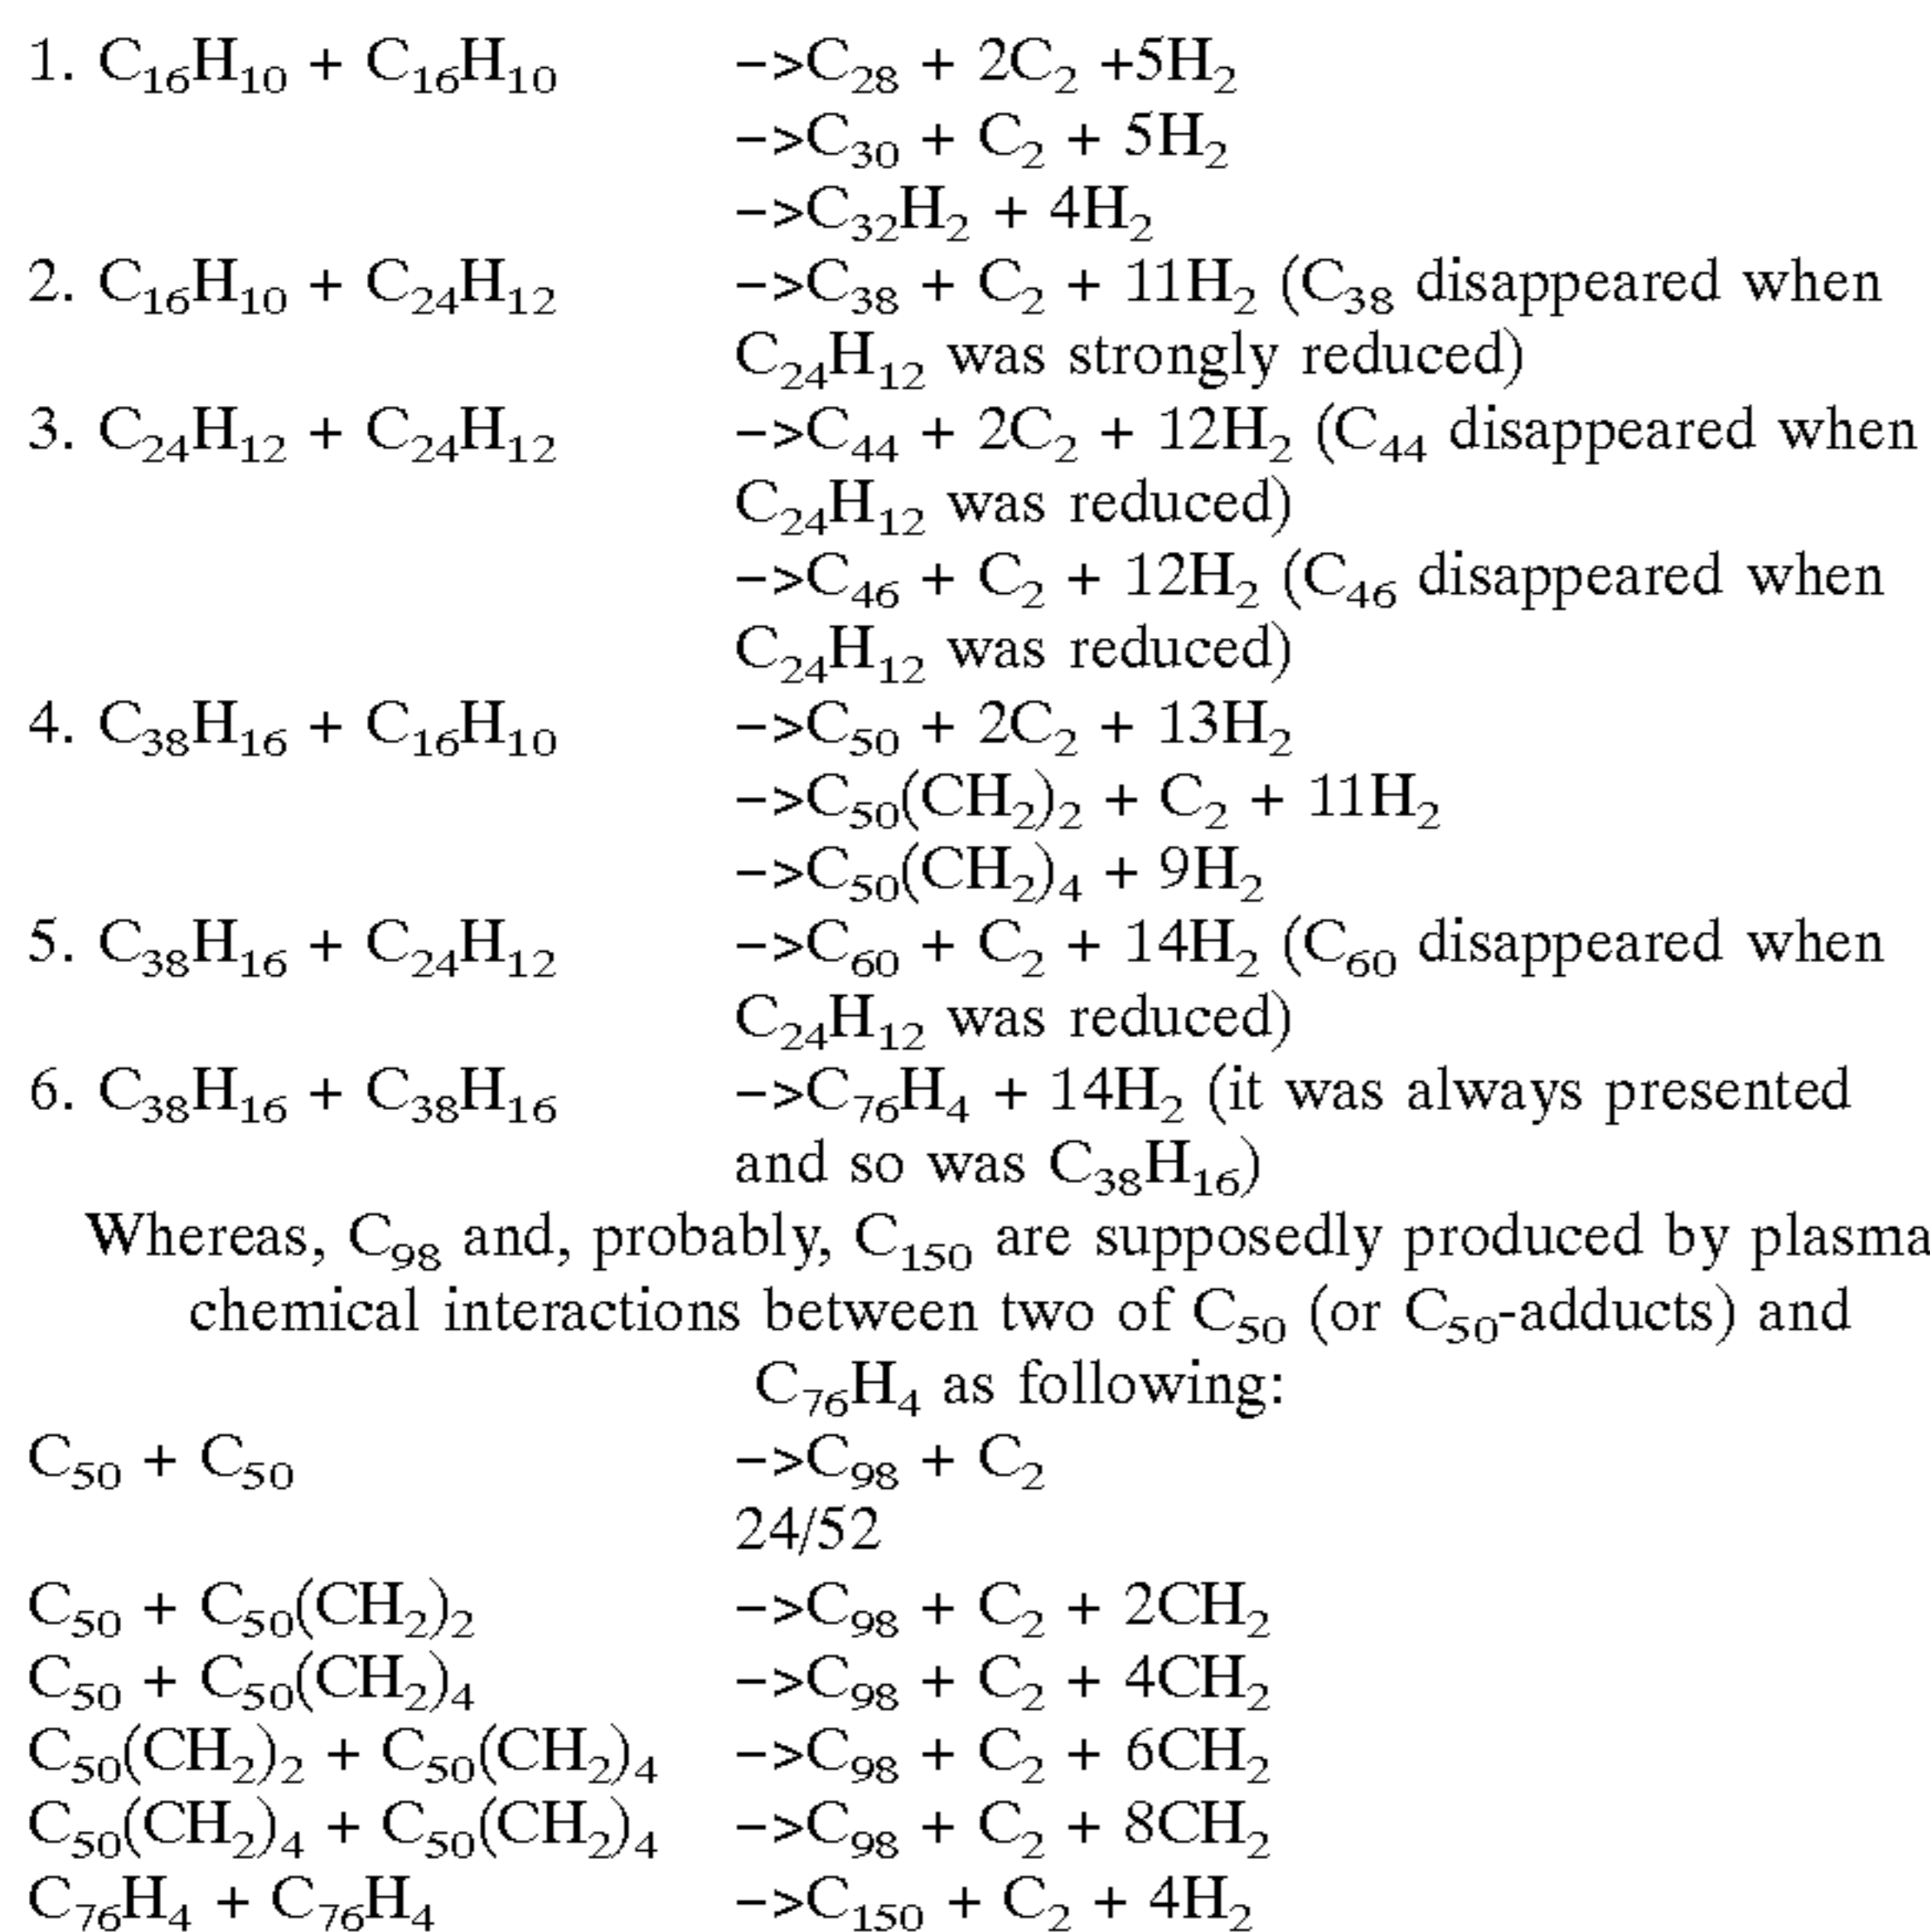 1. C₁₆H₁₀ + C₁₆H₁₀ –>C₂₈ + 2C₂ +5H₂
–>C₃₀ + C₂ + 5H₂
–>C₃₂H₂ + 4H₂
2. C₁₆H₁₀ + C₂₄H₁₂ –>C₃₈ + C₂ + 11H₂ (C₃₈ disappeared when
C₂₄H₁₂ was strongly reduced)
3. C₂₄H₁₂ + C₂₄H₁₂ –>C₄₄ + 2C₂ + 12H₂ (C₄₄ disappeared when
C₂₄H₁₂ was reduced)
–>C₄₆ + C₂ + 12H₂ (C₄₆ disappeared when
C₂₄H₁₂ was reduced)
4. C₃₈H₁₆ + C₁₆H₁₀ –>C₅₀ + 2C₂ + 13H₂
–>C₅₀(CH₂)₂ + C₂ + 11H₂
–>C₅₀(CH₂)₄ + 9H₂
5. C₃₈H₁₆ + C₂₄H₁₂ –>C₆₀ + C₂ + 14H₂ (C₆₀ disappeared when
C₂₄H₁₂ was reduced)
6. C₃₈H₁₆ + C₃₈H₁₆ –>C₇₆H₄ + 14H₂ (it was always presented
and so was C₃₈H₁₆)
Whereas, C₉₈ and, probably, C₁₅₀ are supposedly produced by plasma
chemical interactions between two of C₅₀ (or C₅₀-adducts) and
C₇₆H₄ as following:
C₅₀ + C₅₀ –>C₉₈ + C₂
24/52
C₅₀ + C₅₀(CH₂)₂ –>C₉₈ + C₂ + 2CH₂
C₅₀ + C₅₀(CH₂)₄ –>C₉₈ + C₂ + 4CH₂
C₅₀(CH₂)₂ + C₅₀(CH₂)₄ –>C₉₈ + C₂ + 6CH₂
C₅₀(CH₂)₄ + C₅₀(CH₂)₄ –>C₉₈ + C₂ + 8CH₂
C₇₆H₄ + C₇₆H₄ –>C₁₅₀ + C₂ + 4H₂